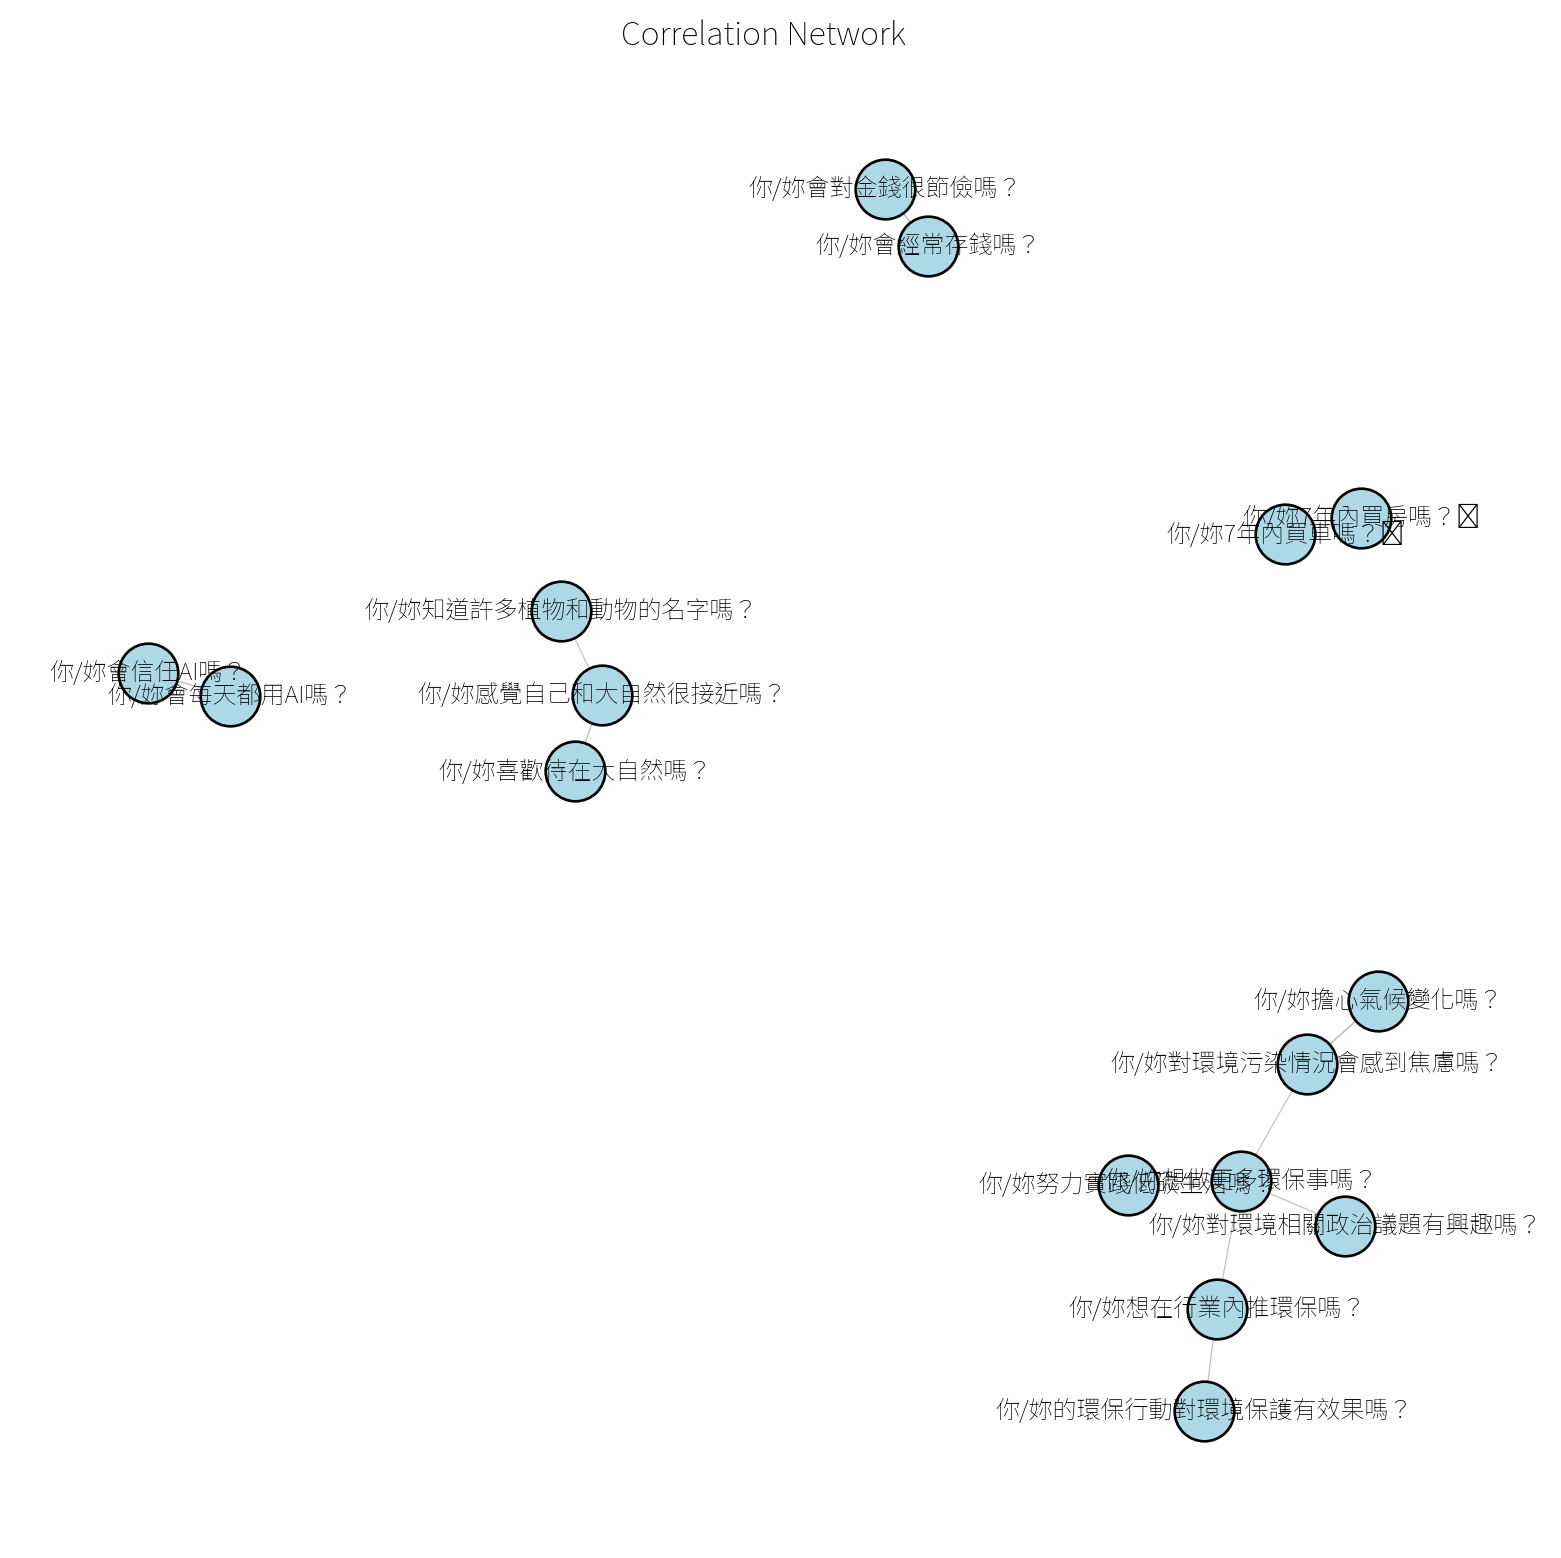 Correlation Network
你/妳會對金錢很節儉嗎？
你/妳會經常存錢嗎？
你/妳7年內買房嗎？
你/妳7年內買車嗎？
你/妳知道許多植物和動物的名字嗎？
你/妳會信任AI嗎？
你/妳會每天都用AI嗎？
你/妳感覺自己和大自然很接近嗎？
你/妳喜歡待在大自然嗎？
你/妳擔心氣候變化嗎？
你/妳對環境污染情況會感到焦慮嗎？
你/妳想做更多環保事嗎？
你/妳努力實踐低碳生活嗎？
你/妳對環境相關政治議題有興趣嗎？
你/妳想在行業內推環保嗎？
你/妳的環保行動對環境保護有效果嗎？